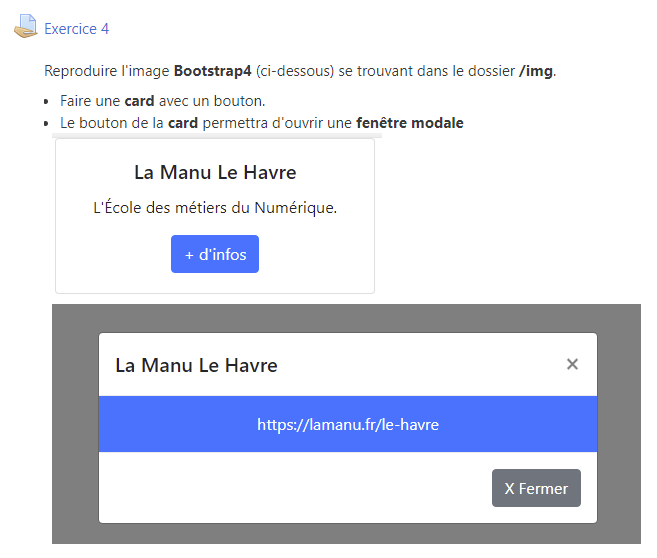 Exercice 4
Reproduire l'image Bootstrap4 (ci-dessous) se trouvant dans le dossier /img.
• Faire une card avec un bouton.
• Le bouton de la card permettra d'ouvrir une fenêtre modale
La Manu Le Havre
L'École des métiers du Numérique.
+ d'infos
La Manu Le Havre ×
https://lamanu.fr/le-havre
X Fermer